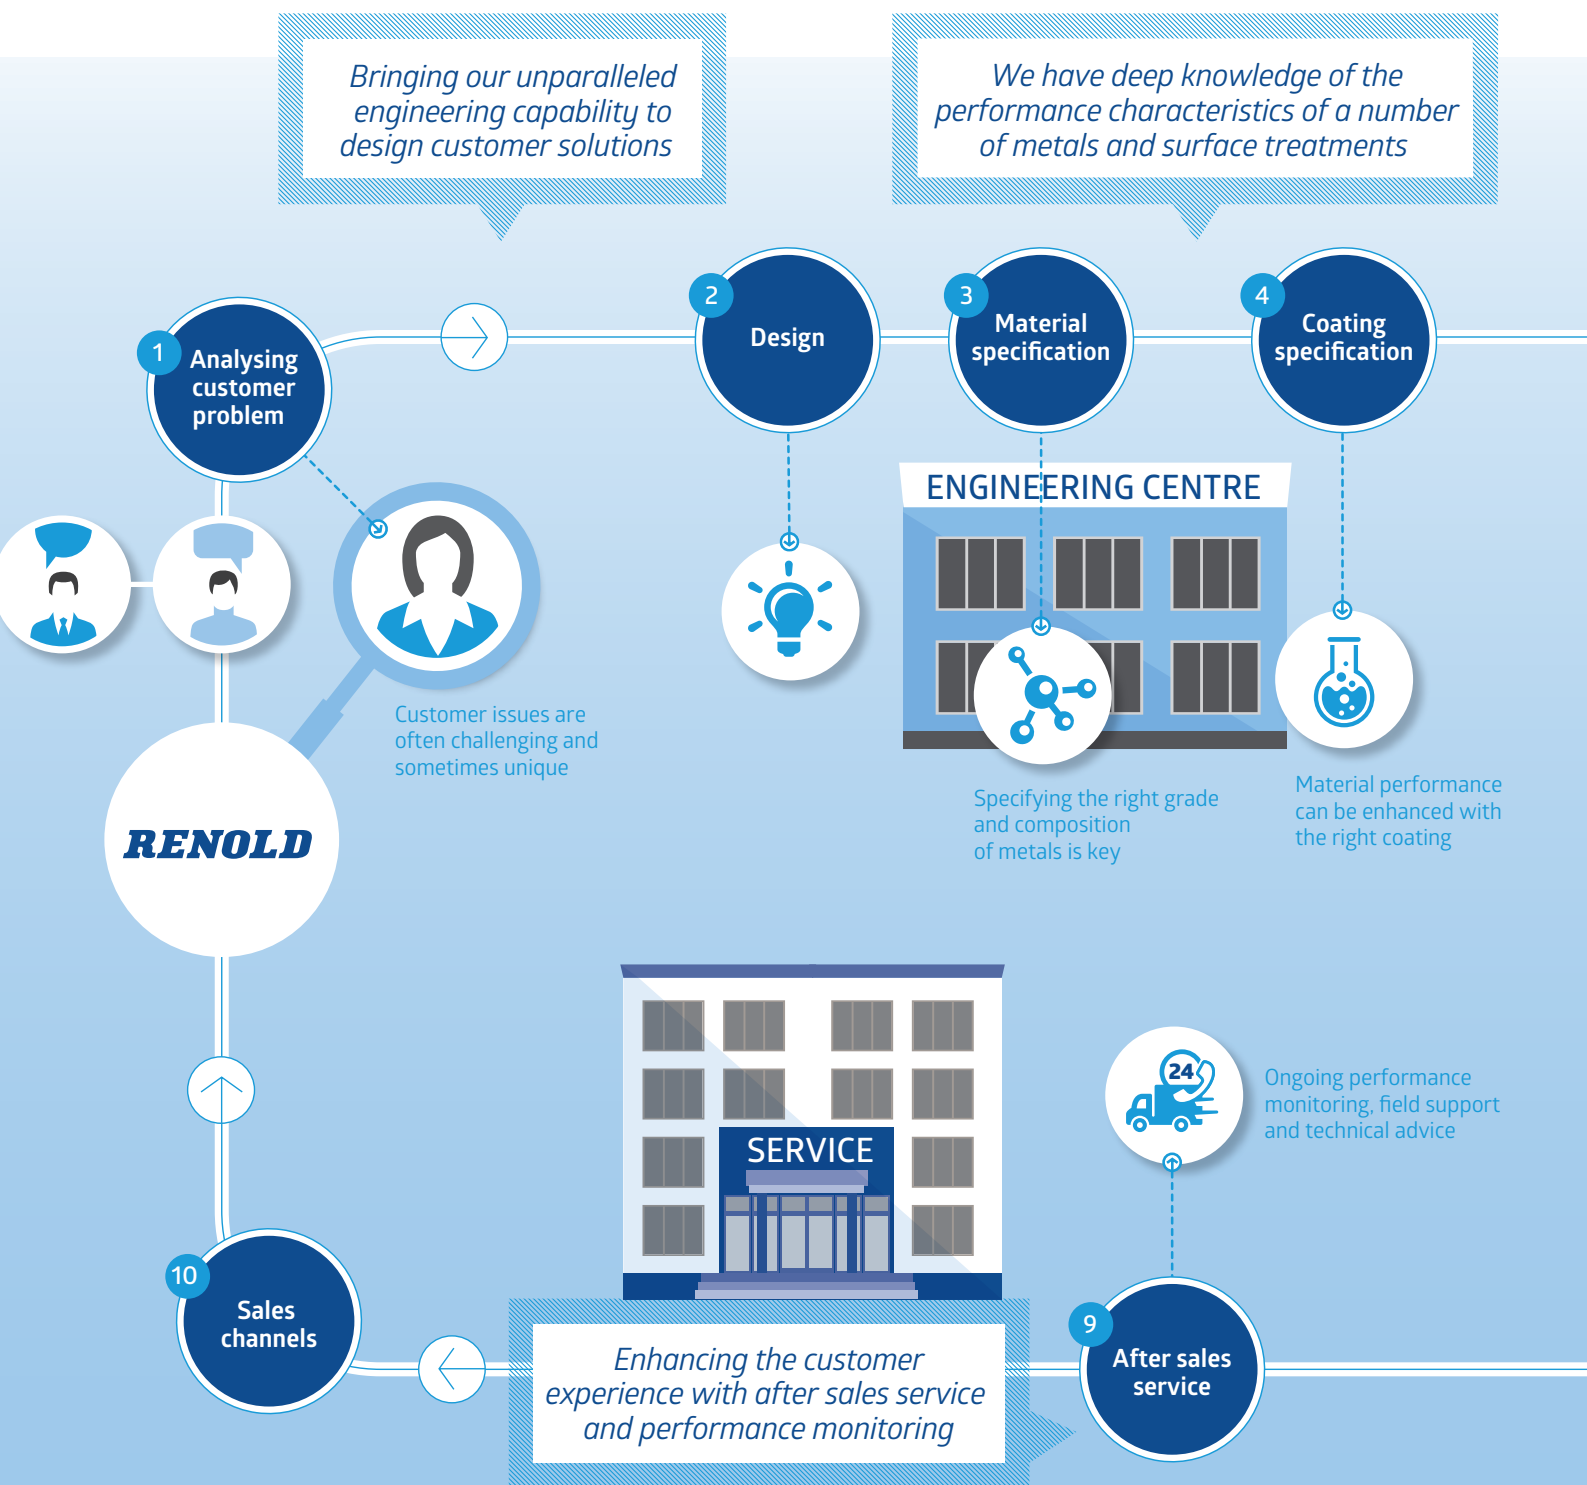 Bringing our unparalleled
engineering capability to
design customer solutions
We have deep knowledge of the
performance characteristics of a number
of metals and surface treatments
1
Analysing
customer
problem
2
Design
3
Material
specification
4
Coating
specification
ENGINEERING CENTRE
Customer issues are
often challenging and
sometimes unique
Specifying the right grade
and composition
of metals is key
Material performance
can be enhanced with
the right coating
RENOLD
SERVICE
24
Ongoing performance
monitoring, field support
and technical advice
10
Sales
channels
Enhancing the customer
experience with after sales service
and performance monitoring
9
After sales
service